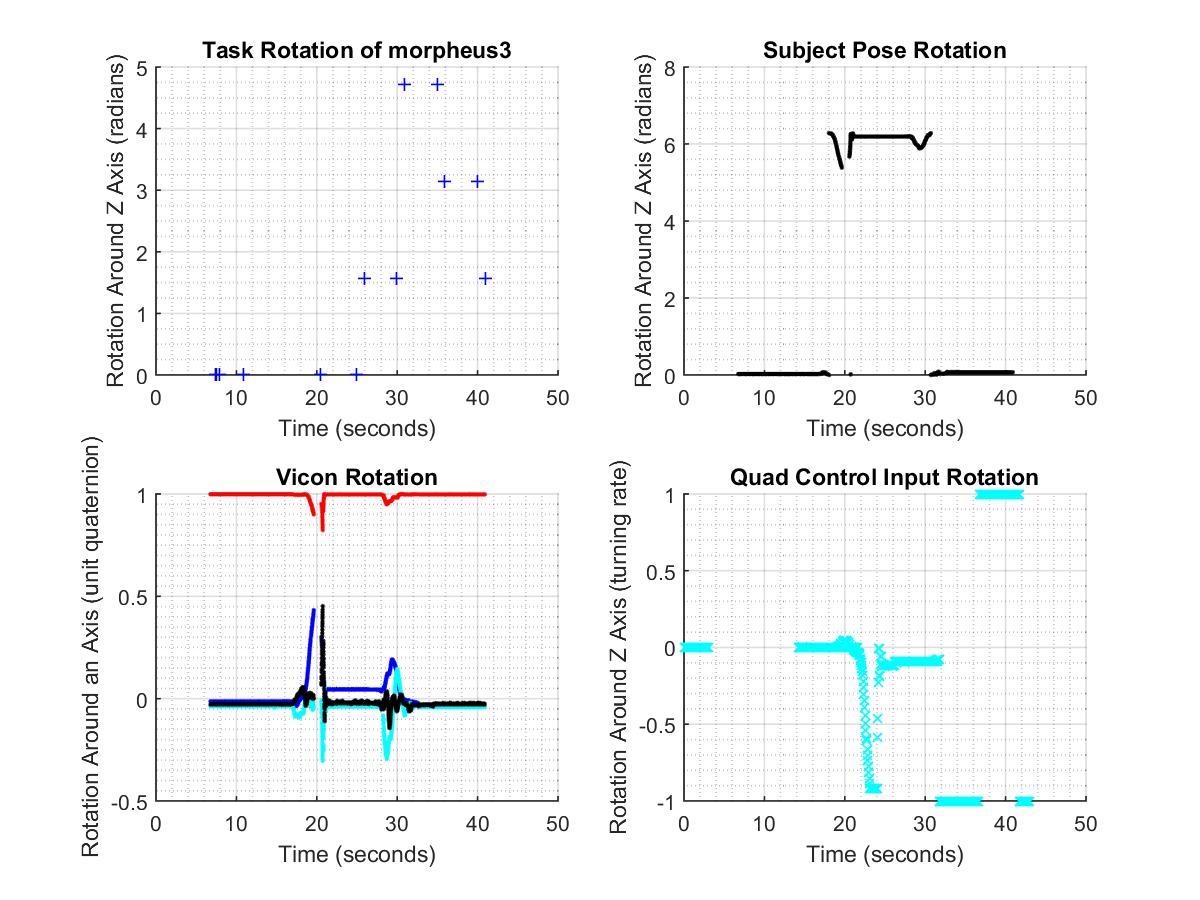 Task Rotation of morpheus3
Rotation Around Z Axis (radians)
5
4
3
2
1
0
0 10 20 30 40 50
Time (seconds)
Subject Pose Rotation
Rotation Around Z Axis (radians)
8
6
4
2
0
0 10 20 30 40 50
Time (seconds)
Vicon Rotation
Rotation Around an Axis (unit quaternion)
1
0.5
0
-0.5
0 10 20 30 40 50
Time (seconds)
Quad Control Input Rotation
Rotation Around Z Axis (turning rate)
1
0.5
0
-0.5
-1
0 10 20 30 40 50
Time (seconds)